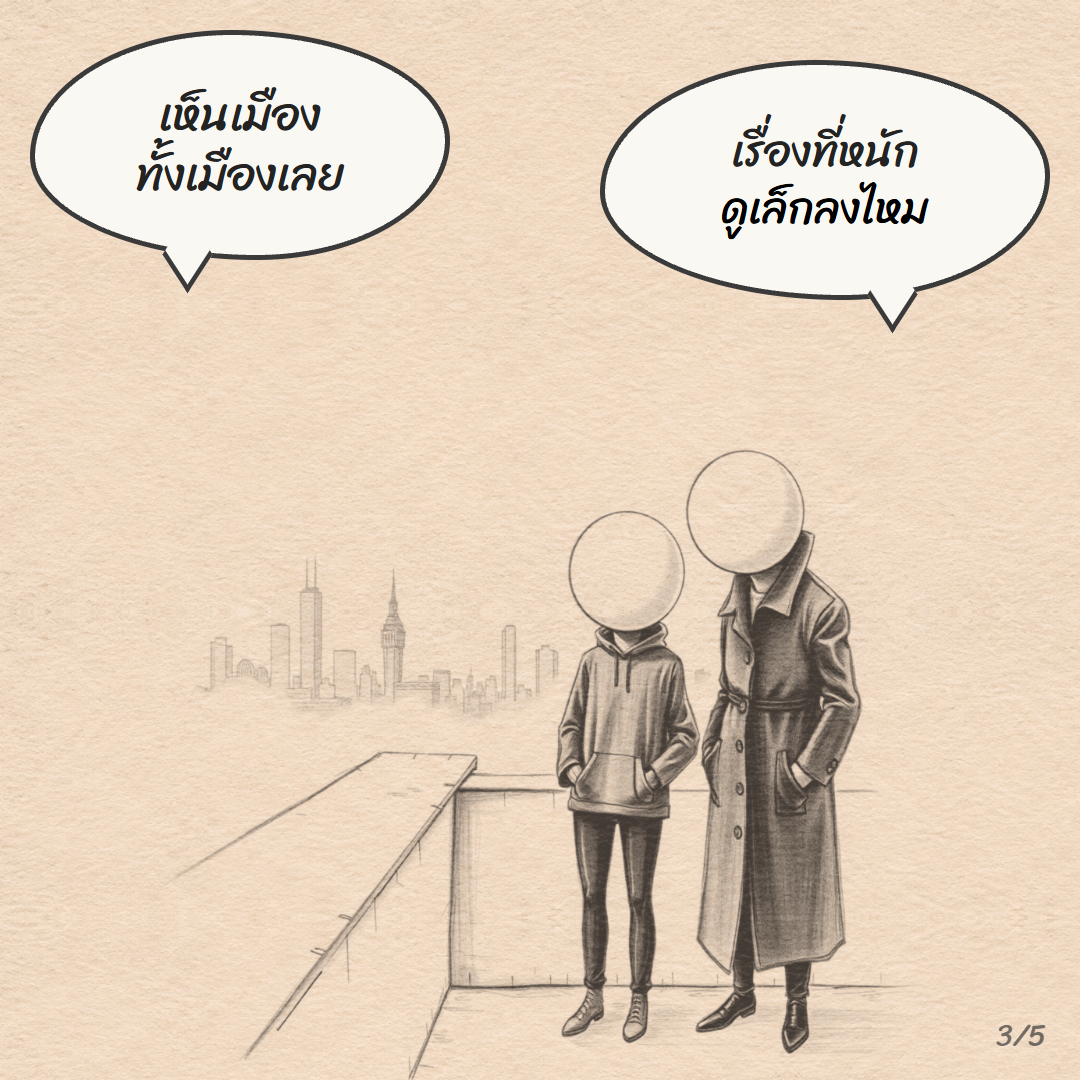 เห็นเมือง
ทั้งเมืองเลย
เรื่องที่หนัก
ดูเล็กลงไหม
3/5